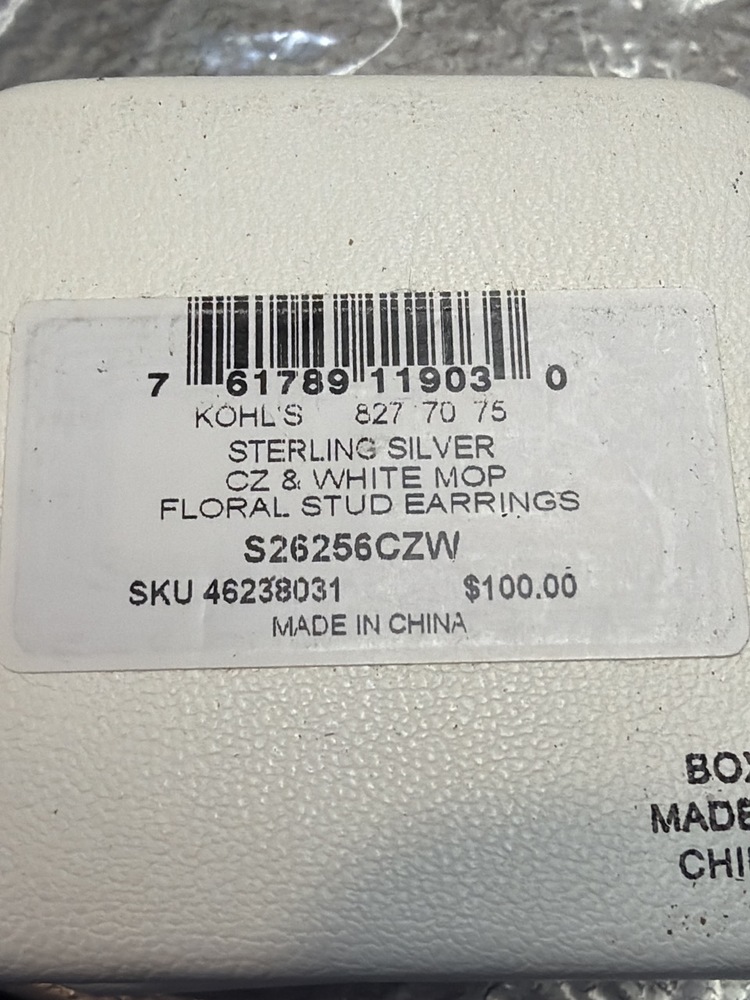 7 61789 11903 0
KOHL'S 827 70 75
STERLING SILVER
CZ & WHITE MOP
FLORAL STUD EARRINGS
S26256CZW
SKU 46238031 $100.00
MADE IN CHINA
BOX
MADE
CHI